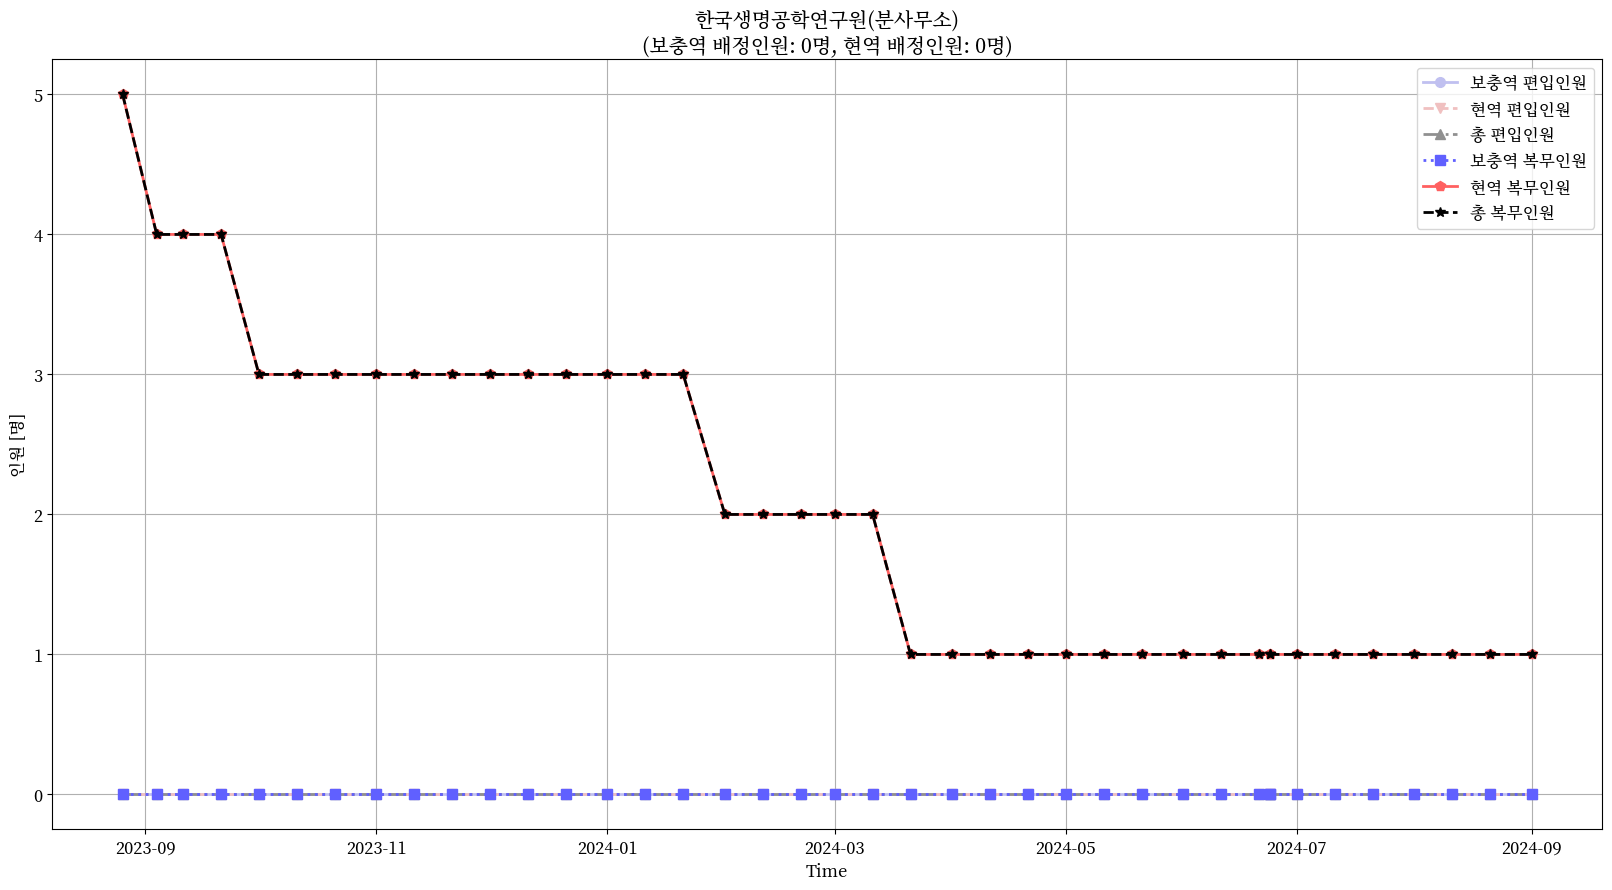 한국생명공학연구원(분사무소)
(보충역 배정인원: 0명, 현역 배정인원: 0명)
보충역 편입인원
현역 편입인원
총 편입인원
보충역 복무인원
현역 복무인원
총 복무인원
인원 [명]
5
4
3
2
1
0
2023-09
2023-11
2024-01
2024-03
2024-05
2024-07
2024-09
Time